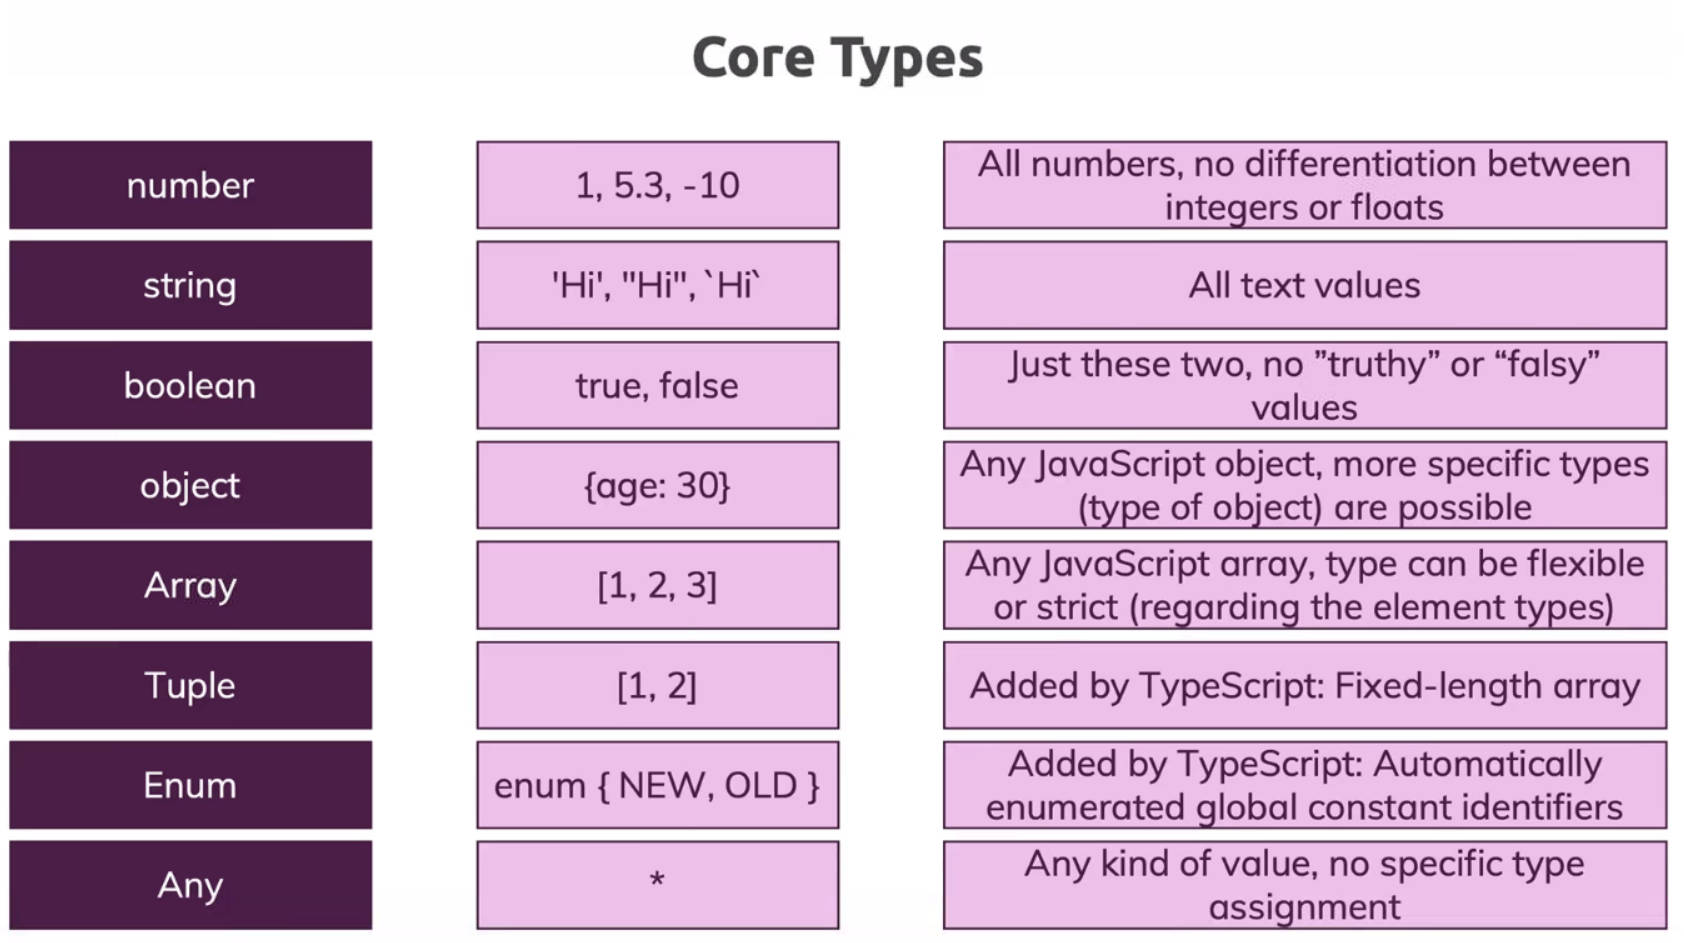 Core Types
number
1, 5.3, -10
All numbers, no differentiation between
integers or floats
string
'Hi', "Hi", `Hi`
All text values
boolean
true, false
Just these two, no ”truthy” or “falsy”
values
object
{age: 30}
Any JavaScript object, more specific types
(type of object) are possible
Array
[1, 2, 3]
Any JavaScript array, type can be flexible
or strict (regarding the element types)
Tuple
[1, 2]
Added by TypeScript: Fixed-length array
Enum
enum { NEW, OLD }
Added by TypeScript: Automatically
enumerated global constant identifiers
Any
*
Any kind of value, no specific type
assignment